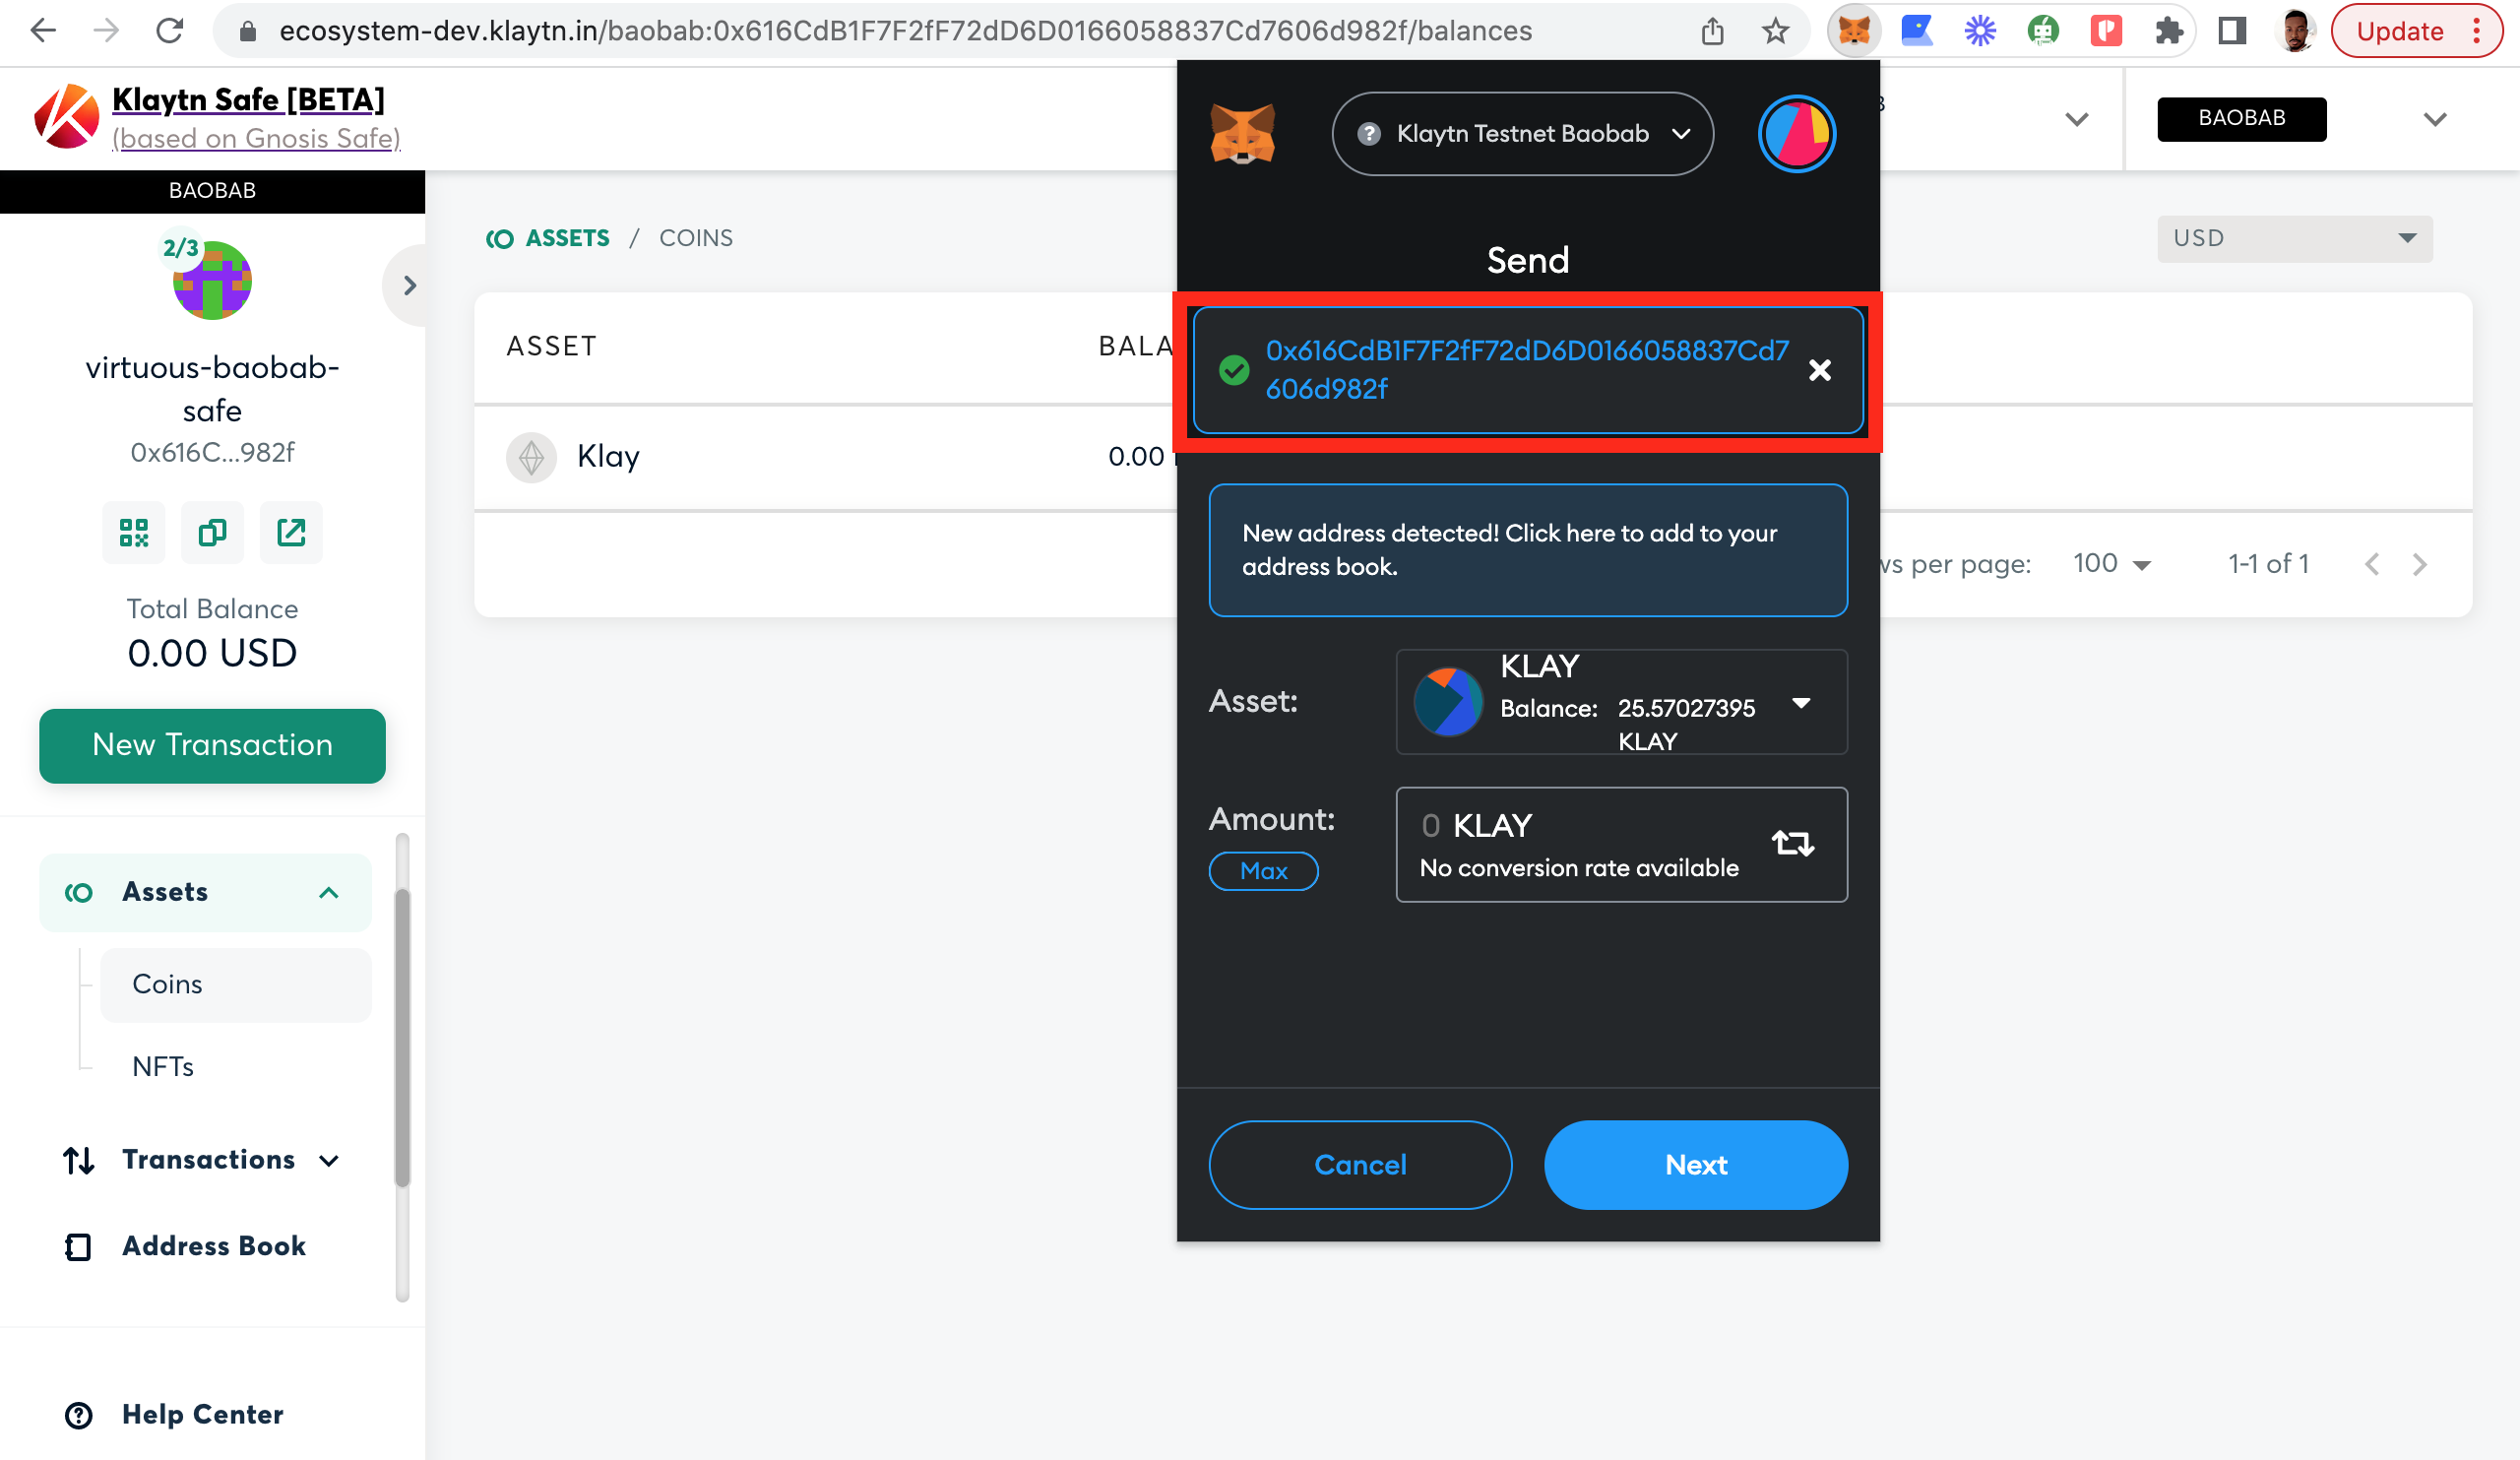 ecosystem-dev.klaytn.in/baobab:0x616CdB1F7F2fF72dD6D0166058837Cd7606d982f/balances
Update
Klaytn Safe [BETA]
(based on Gnosis Safe)
BAOBAB
BAOBAB
2/3
virtuous-baobab-
safe
0x616C...982f
Total Balance
0.00 USD
New Transaction
Assets
Coins
NFTs
Transactions
Address Book
Help Center
ASSETS / COINS
USD
ASSET
Klay
0.00
per page:
100
1-1 of 1
Klaytn Testnet Baobab
Send
0x616CdB1F7F2fF72dD6D0166058837Cd7
606d982f
New address detected! Click here to add to your
address book.
Asset:
KLAY
Balance: 25.57027395
KLAY
Amount:
Max
0 KLAY
No conversion rate available
Cancel
Next